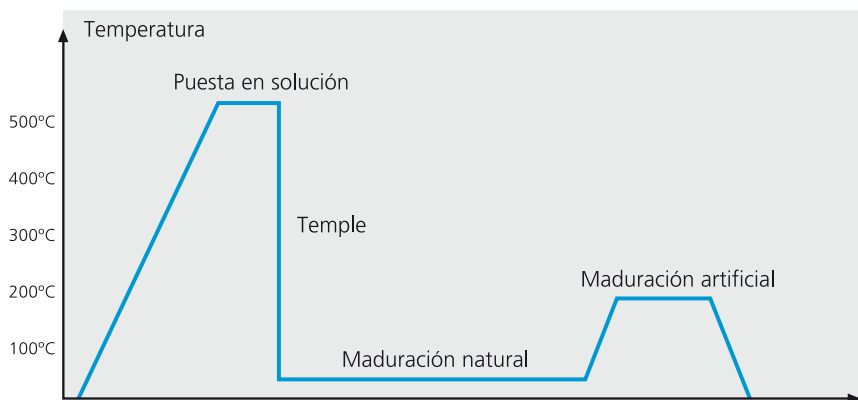 Temperatura
Puesta en solución
500ºC
400ºC
300ºC
Temple
200ºC
Maduración artificial
100ºC
Maduración natural